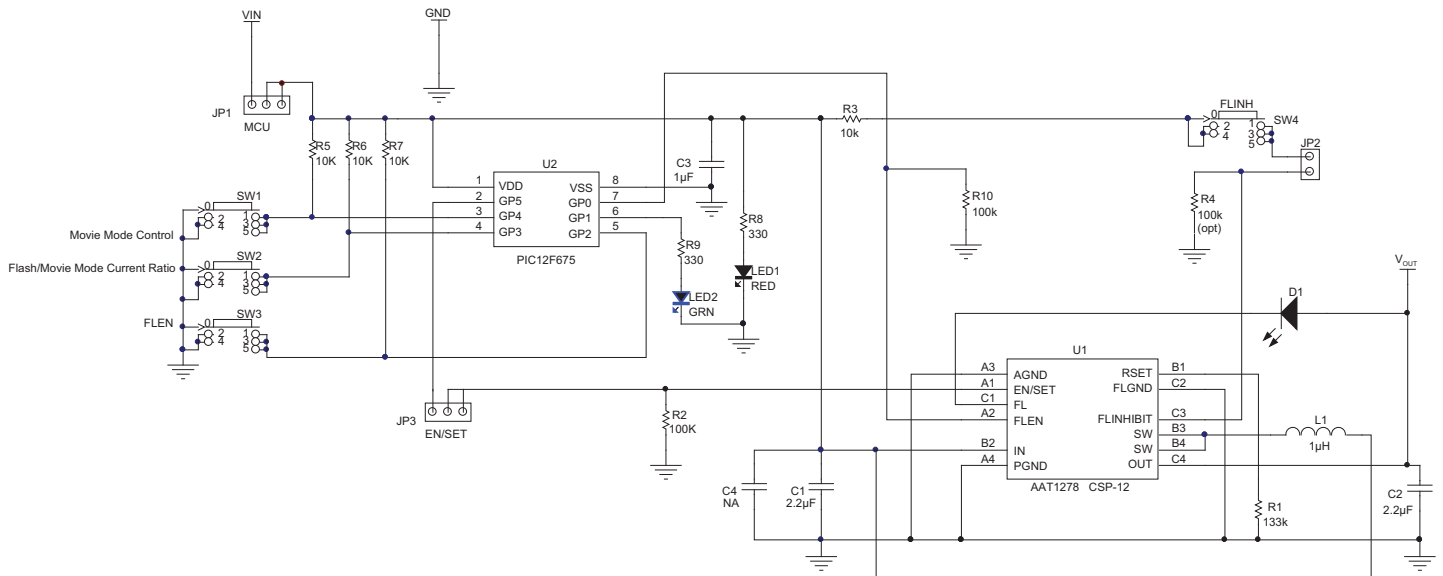 VIN
GND
JP1
MCU
R5
10K
R6
10K
R7
10K
U2
PIC12F675
1 VDD
2 GP5
3 GP4
4 GP3
VSS 8
GP0 7
GP1 6
GP2 5
C3
1µF
R3
10k
R8
330
R9
330
LED1
RED
LED2
GRN
R10
100k
FLINH
0
2
4
1
3
5
SW4
JP2
R4
100k
(opt)
SW1
0
2
4
1
3
5
Movie Mode Control
SW2
0
2
4
1
3
5
Flash/Movie Mode Current Ratio
SW3
0
2
4
1
3
5
FLEN
JP3
EN/SET
R2
100K
VOUT
D1
U1
A3 AGND
A1 EN/SET
C1 FL
A2 FLEN
B2 IN
A4 PGND
RSET B1
FLGND C2
FLINHIBIT C3
SW B3
SW B4
OUT C4
AAT1278 CSP-12
L1
1µH
C4
NA
C1
2.2µF
R1
133k
C2
2.2µF